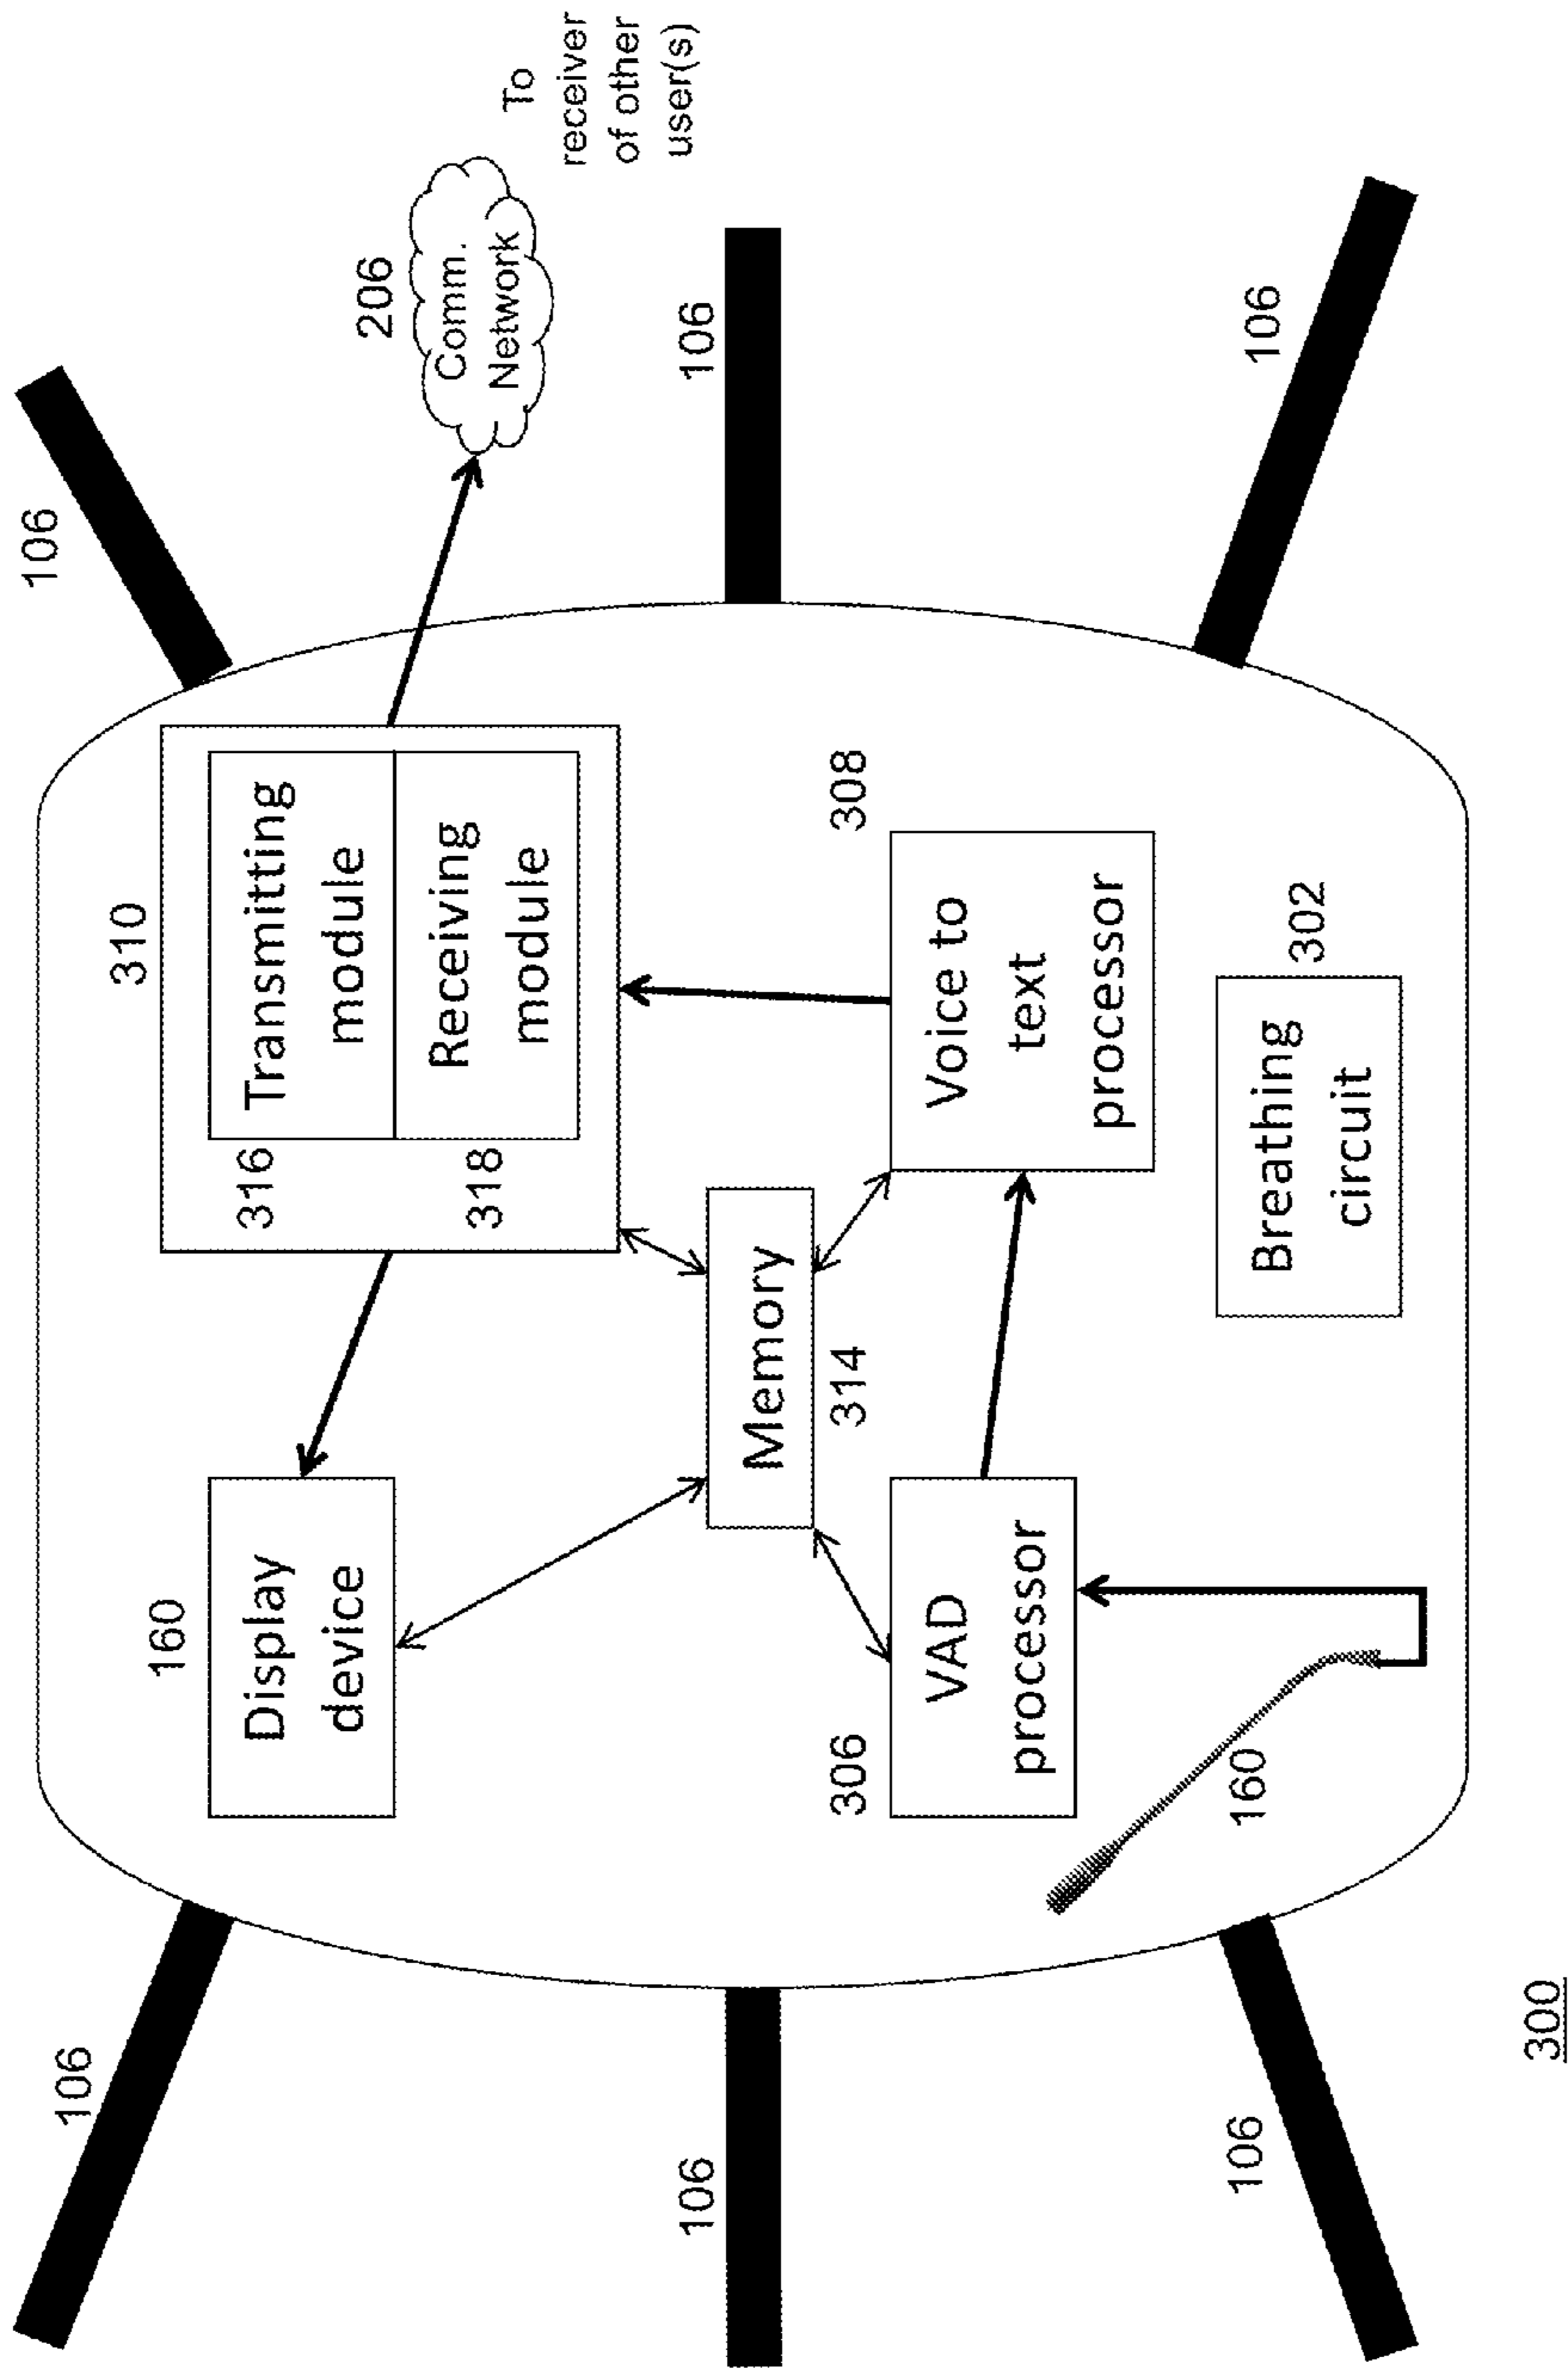 106
106
206
Comm.
Network
To
receiver
of other
user(s)
310
Transmitting
module
Receiving
module
316
318
160
Display
device
106
106
Memory
314
308
Voice to
text
processor
306
VAD
processor
160
302
Breathing
circuit
106
106
300